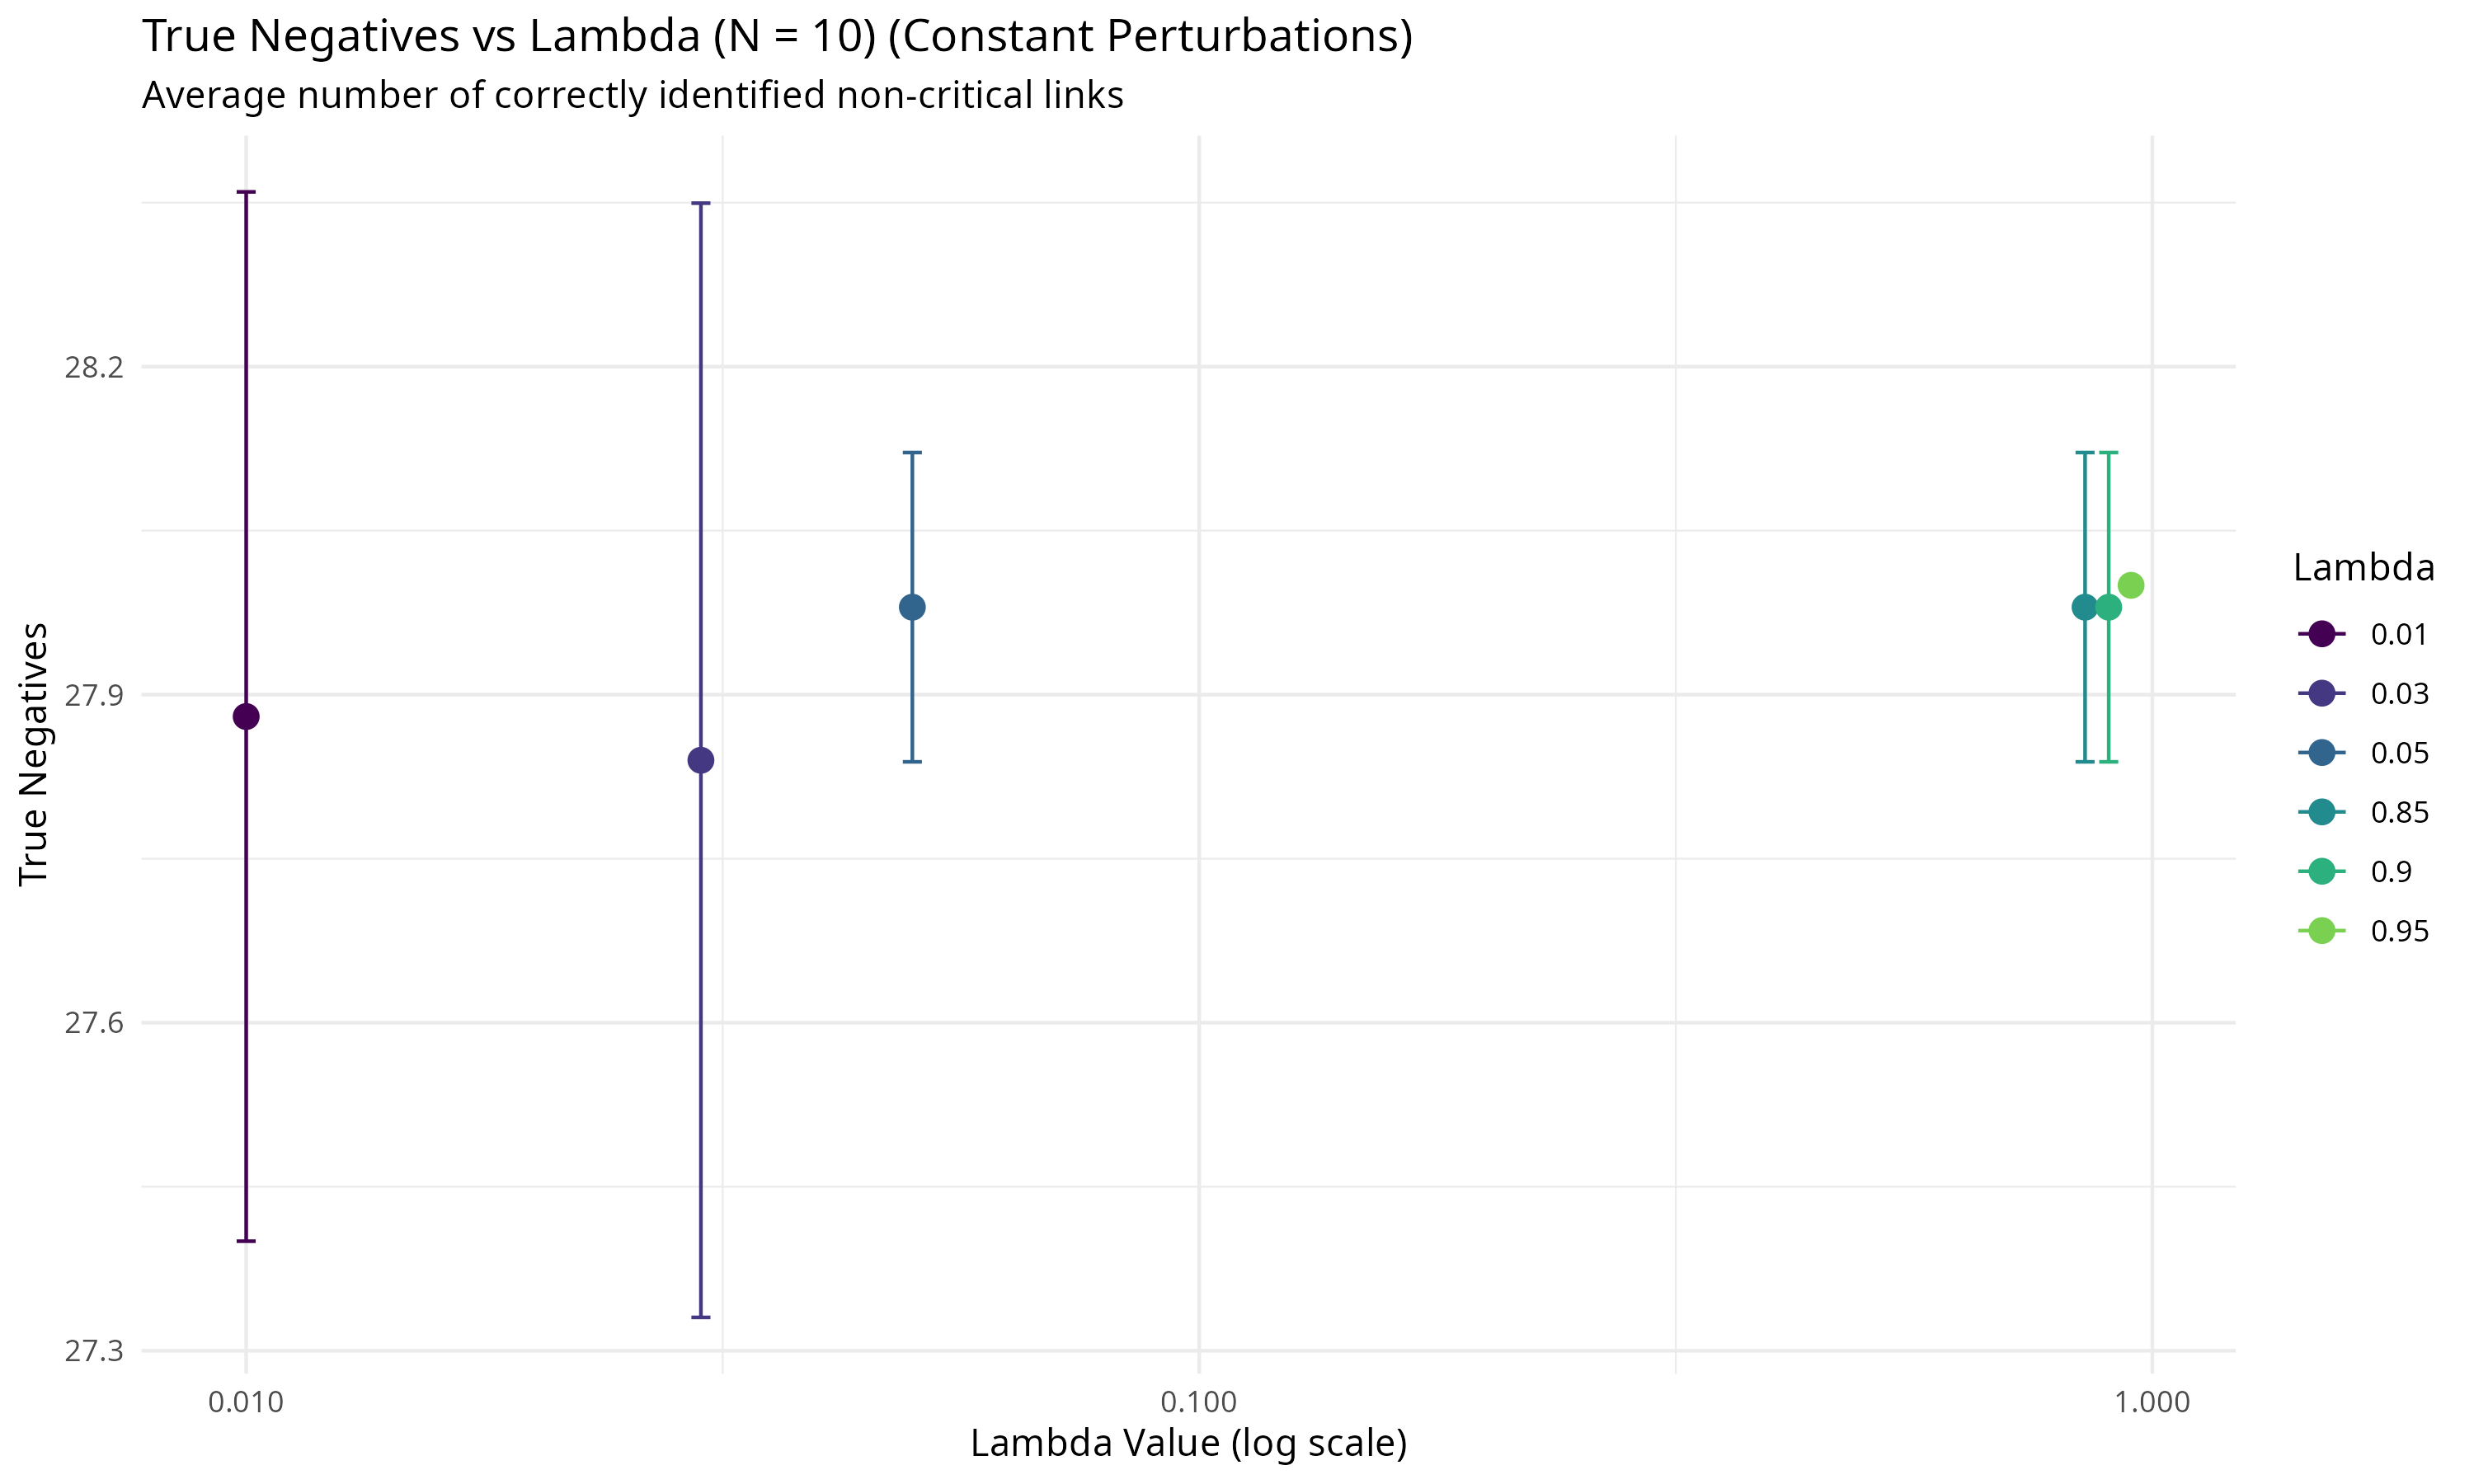 True Negatives vs Lambda (N = 10) (Constant Perturbations)
Average number of correctly identified non-critical links
True Negatives
28.2
27.9
27.6
27.3
0.010
0.100
1.000
Lambda Value (log scale)
Lambda
0.01
0.03
0.05
0.85
0.9
0.95